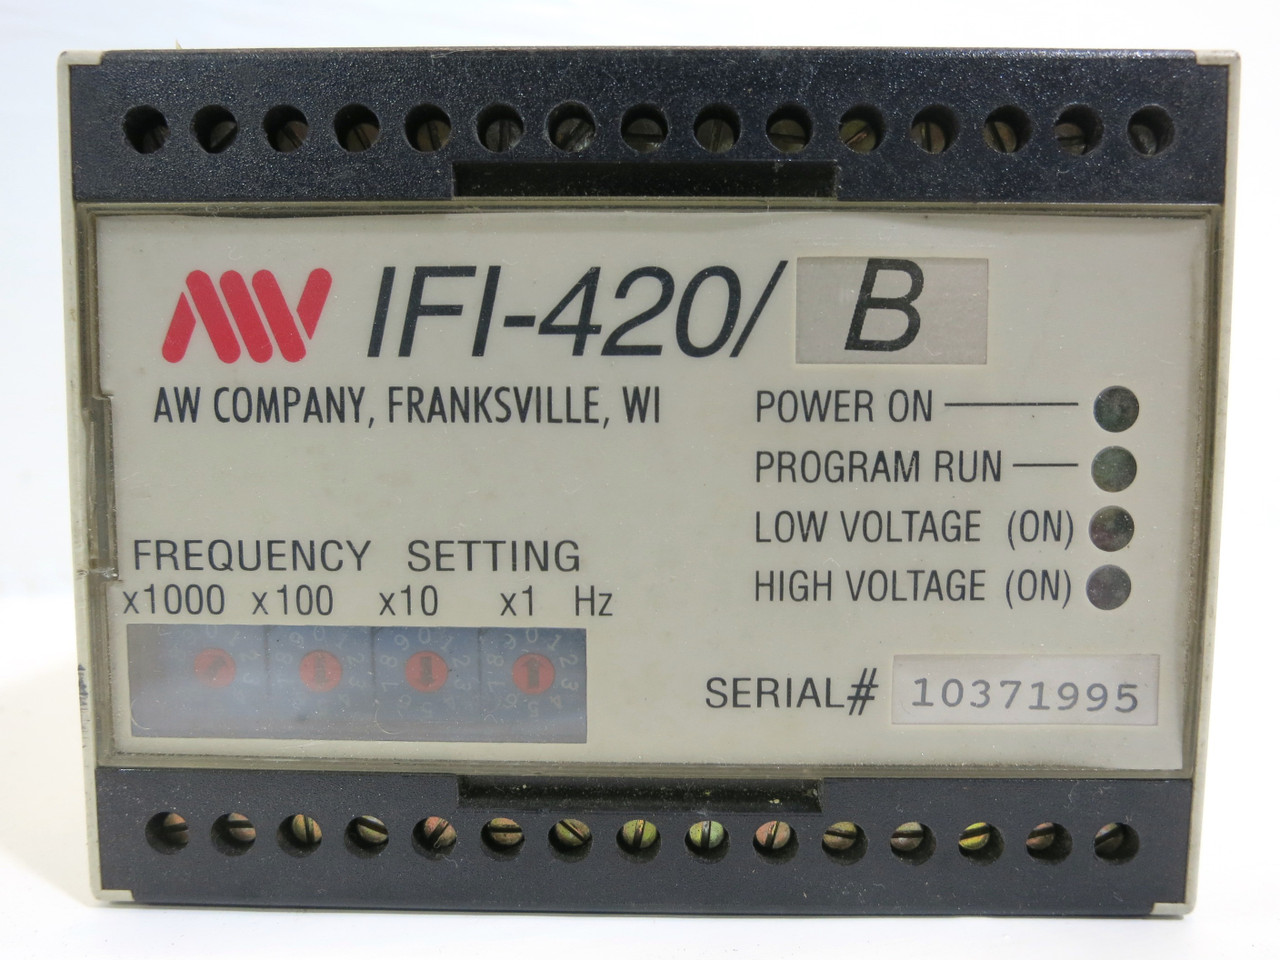 AW IFI-420/ B
AW COMPANY, FRANKSVILLE, WI
POWER ON
PROGRAM RUN
LOW VOLTAGE (ON)
HIGH VOLTAGE (ON)
FREQUENCY SETTING
x1000 x100 x10 x1 Hz
SERIAL# 10371995